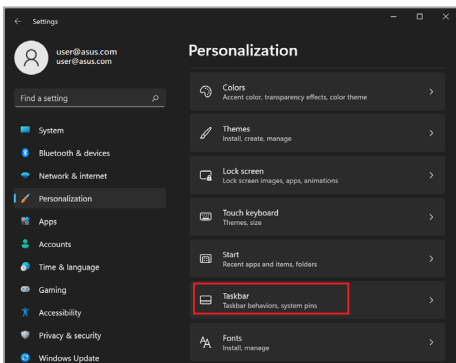 Settings
user@asus.com
user@asus.com
Find a setting
System
Bluetooth & devices
Network & internet
Personalization
Apps
Accounts
Time & language
Gaming
Accessibility
Privacy & security
Windows Update
Personalization
Colors
Accent color, transparency effects, color theme
Themes
Install, create, manage
Lock screen
Lock screen images, apps, animations
Touch keyboard
Themes, size
Start
Recent apps and items, folders
Taskbar
Taskbar behaviors, system pins
Fonts
Install, manage